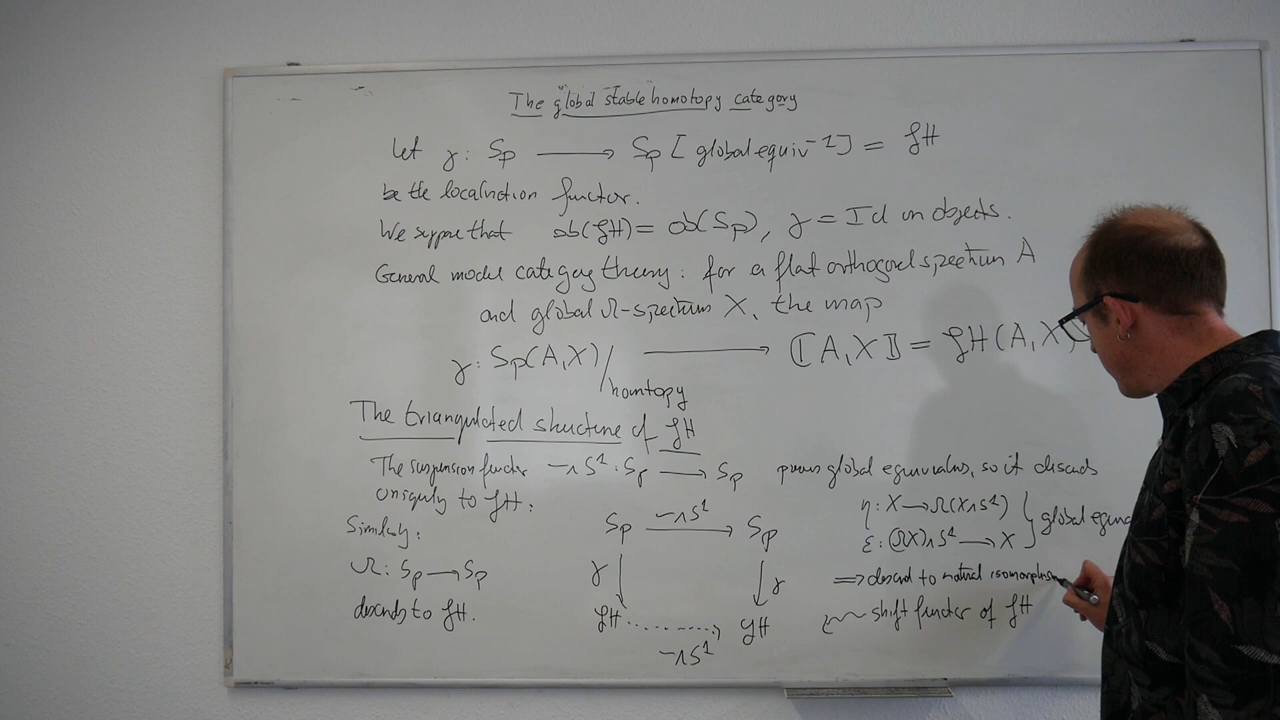 The "global" stable homotopy category
Let γ: Sp ⟶ Sp [global equiv⁻¹] = GH
be the localisation functor.
We suppose that ob(GH) = ob(Sp), γ = Id on objects.
General model category theory: for a flat orthogonal spectrum A
and global Ω-spectrum X, the map
γ: Sp(A,X)/homotopy ⟶ ⟦A,X⟧ = GH(A,X)
The triangulated structure of GH
The suspension functor -∧S¹: Sp ⟶ Sp preserves global equivalences, so it descends
uniquely to GH.
Similarly:
Ω: Sp ⟶ Sp
descends to GH.
Sp -∧S¹ ⟶ Sp
γ ↓ ↓ γ
GH ⇢ GH
-∧S¹
η: X ⟶ Ω(X∧S¹)
ε: (ΩX)∧S¹ ⟶ X } global
⟹ descend to natural
shift functor of GH